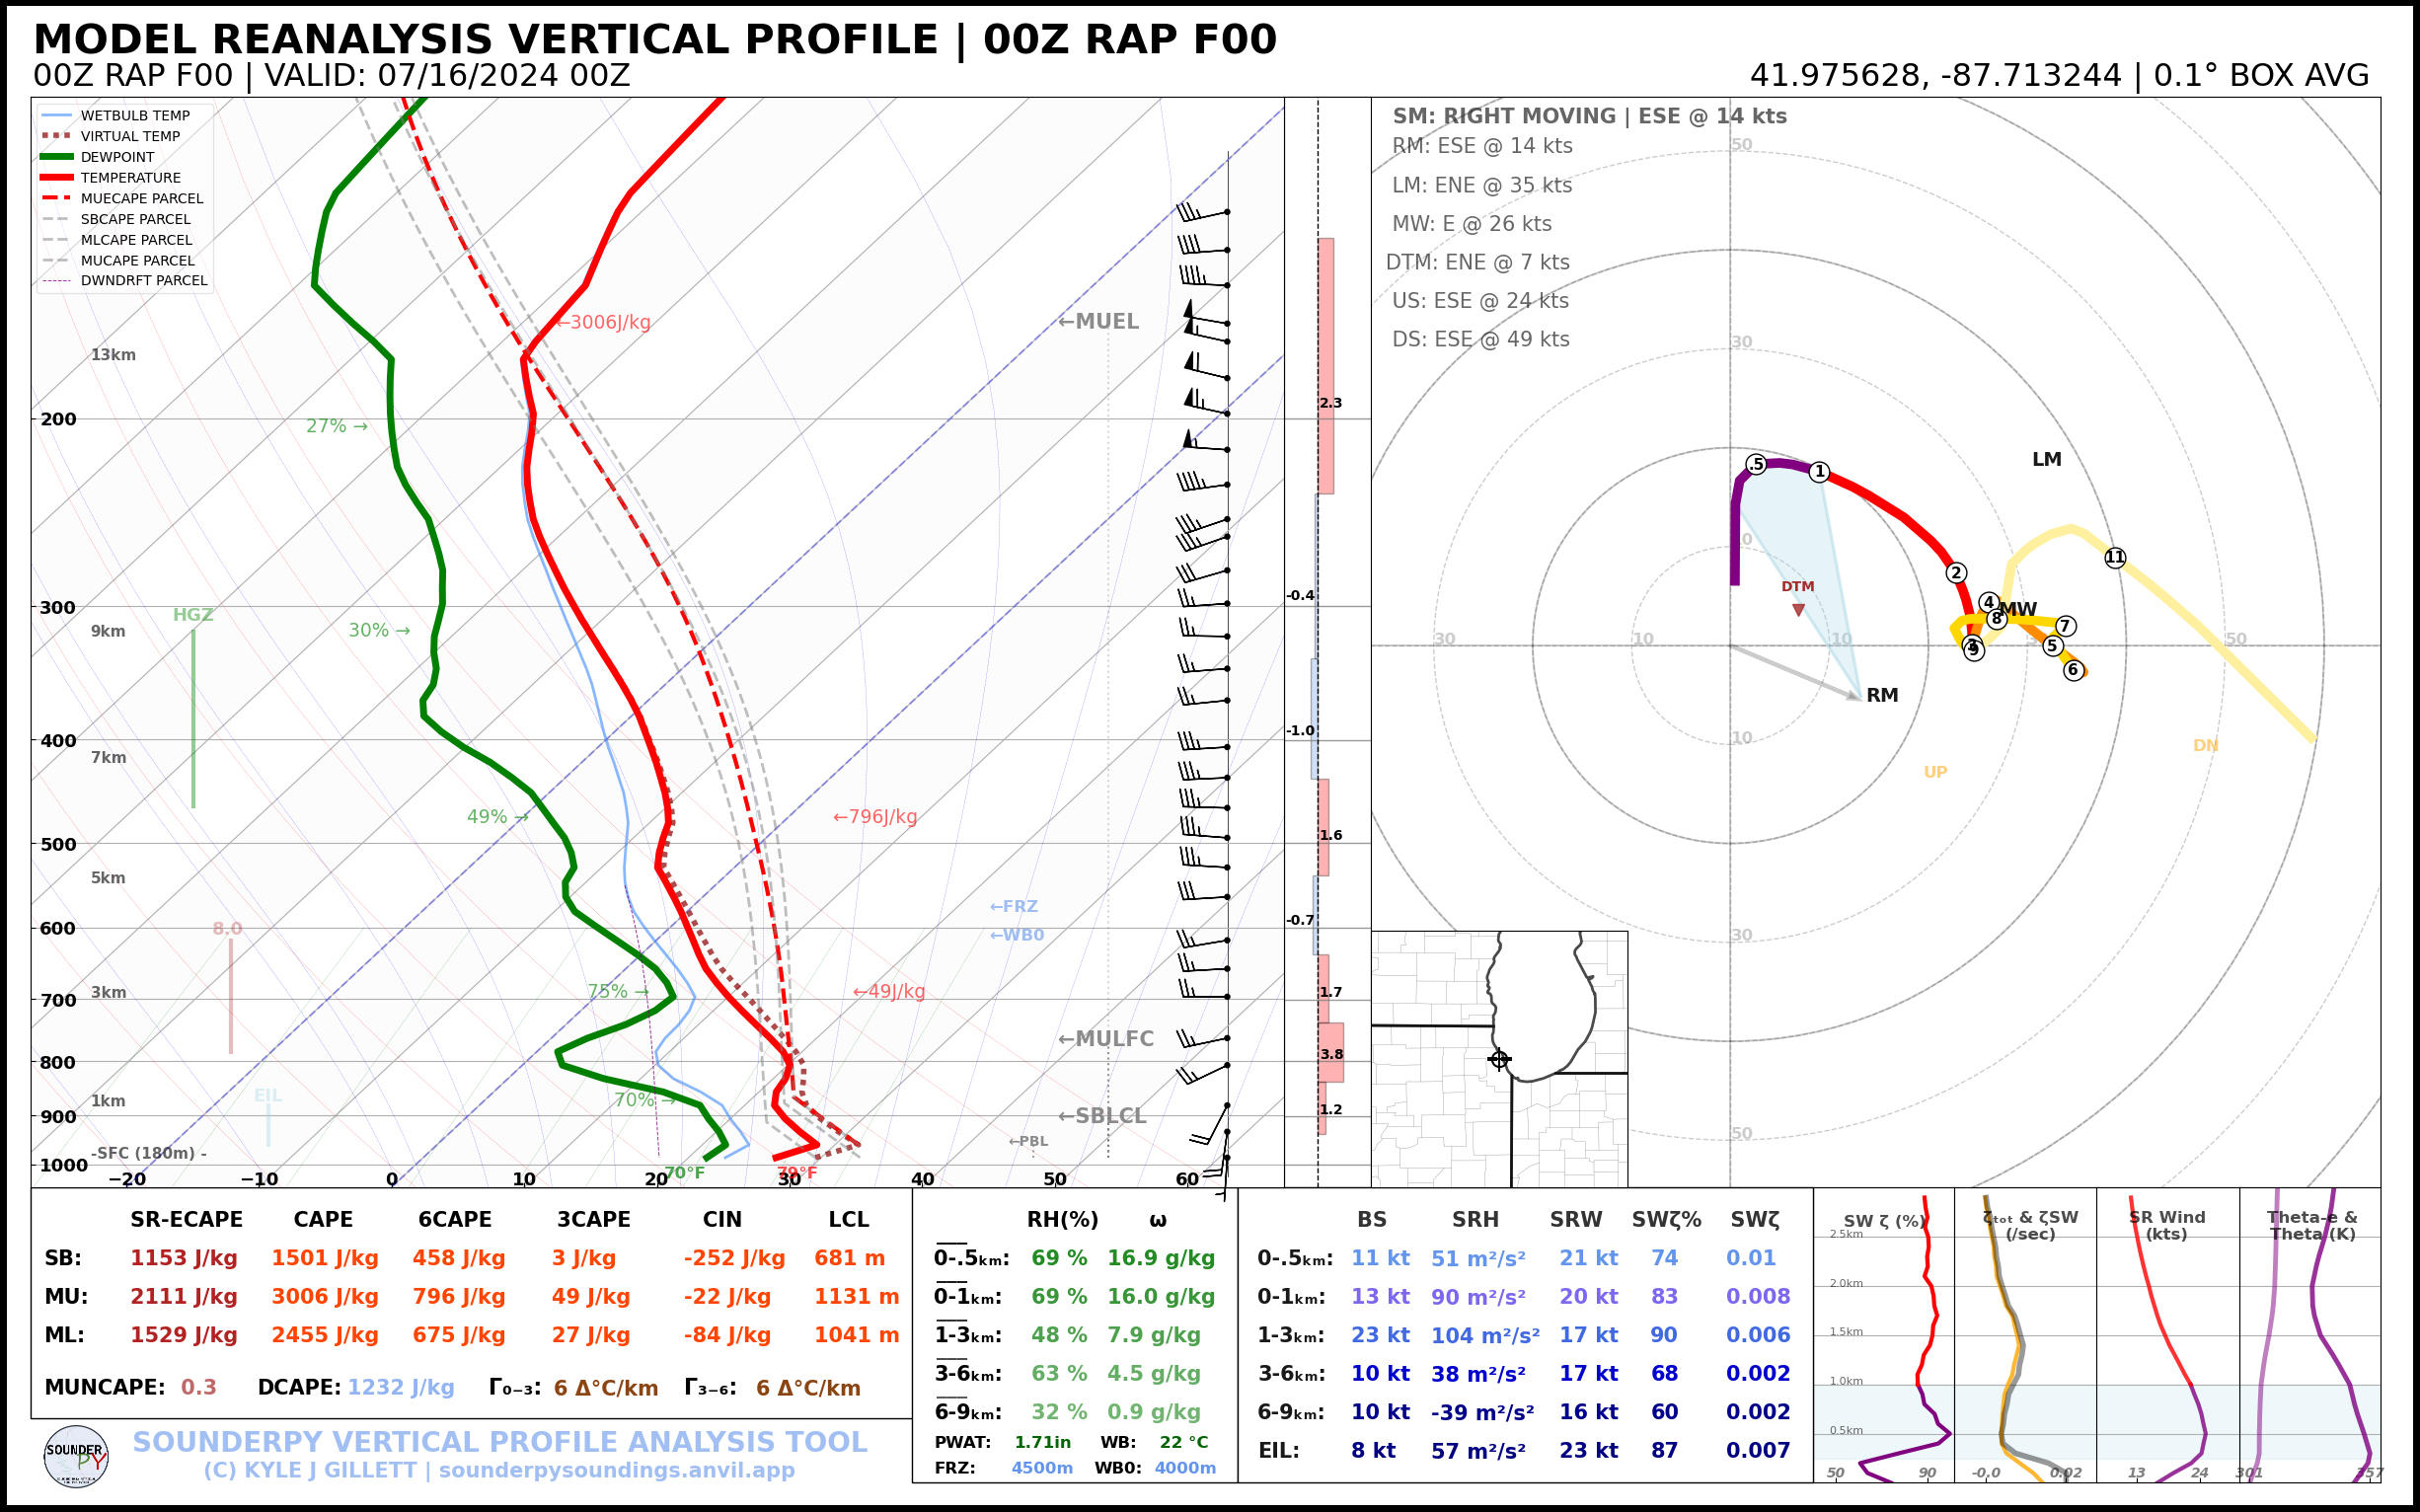 MODEL REANALYSIS VERTICAL PROFILE | 00Z RAP F00
00Z RAP F00 | VALID: 07/16/2024 00Z
41.975628, -87.713244 | 0.1° BOX AVG
WETBULB TEMP
VIRTUAL TEMP
DEWPOINT
TEMPERATURE
MUECAPE PARCEL
SBCAPE PARCEL
MLCAPE PARCEL
MUCAPE PARCEL
DWNDRFT PARCEL
←3006J/kg
←MUEL
13km
200
27% →
300
9km
HGZ
30% →
400
7km
49% →
←796J/kg
500
5km
←FRZ
600
8.0
←WB0
700
3km
75% →
←49J/kg
←MULFC
800
EIL
1km
70% →
900
←SBLCL
←PBL
-SFC (180m) -
1000
70°F
79°F
−20 −10 0 10 20 30 40 50 60
2.3
-0.4
-1.0
1.6
-0.7
1.7
3.8
1.2
SM: RIGHT MOVING | ESE @ 14 kts
RM: ESE @ 14 kts
LM: ENE @ 35 kts
MW: E @ 26 kts
DTM: ENE @ 7 kts
US: ESE @ 24 kts
DS: ESE @ 49 kts
50
30
LM
.5 1
11
2
DTM
4 MW
8 7
30 10 10 50
9 5
6
RM
10
DN
UP
30
50
SR-ECAPE CAPE 6CAPE 3CAPE CIN LCL
SB: 1153 J/kg 1501 J/kg 458 J/kg 3 J/kg -252 J/kg 681 m
MU: 2111 J/kg 3006 J/kg 796 J/kg 49 J/kg -22 J/kg 1131 m
ML: 1529 J/kg 2455 J/kg 675 J/kg 27 J/kg -84 J/kg 1041 m
MUNCAPE: 0.3 DCAPE: 1232 J/kg Γ₀₋₃: 6 Δ°C/km Γ₃₋₆: 6 Δ°C/km
SOUNDERPY VERTICAL PROFILE ANALYSIS TOOL
(C) KYLE J GILLETT | sounderpysoundings.anvil.app
SOUNDER
PY
RH(%) ω
0-.5ₖₘ: 69 % 16.9 g/kg
0-1ₖₘ: 69 % 16.0 g/kg
1-3ₖₘ: 48 % 7.9 g/kg
3-6ₖₘ: 63 % 4.5 g/kg
6-9ₖₘ: 32 % 0.9 g/kg
PWAT: 1.71in WB: 22 °C
FRZ: 4500m WB0: 4000m
BS SRH SRW SWζ% SWζ
0-.5ₖₘ: 11 kt 51 m²/s² 21 kt 74 0.01
0-1ₖₘ: 13 kt 90 m²/s² 20 kt 83 0.008
1-3ₖₘ: 23 kt 104 m²/s² 17 kt 90 0.006
3-6ₖₘ: 10 kt 38 m²/s² 17 kt 68 0.002
6-9ₖₘ: 10 kt -39 m²/s² 16 kt 60 0.002
EIL: 8 kt 57 m²/s² 23 kt 87 0.007
SW ζ (%)
2.5km
2.0km
1.5km
1.0km
0.5km
50 90
ζₜₒₜ & ζSW
(/sec)
-0.0 0.02
SR Wind
(kts)
13 24
Theta-e &
Theta (K)
301 357